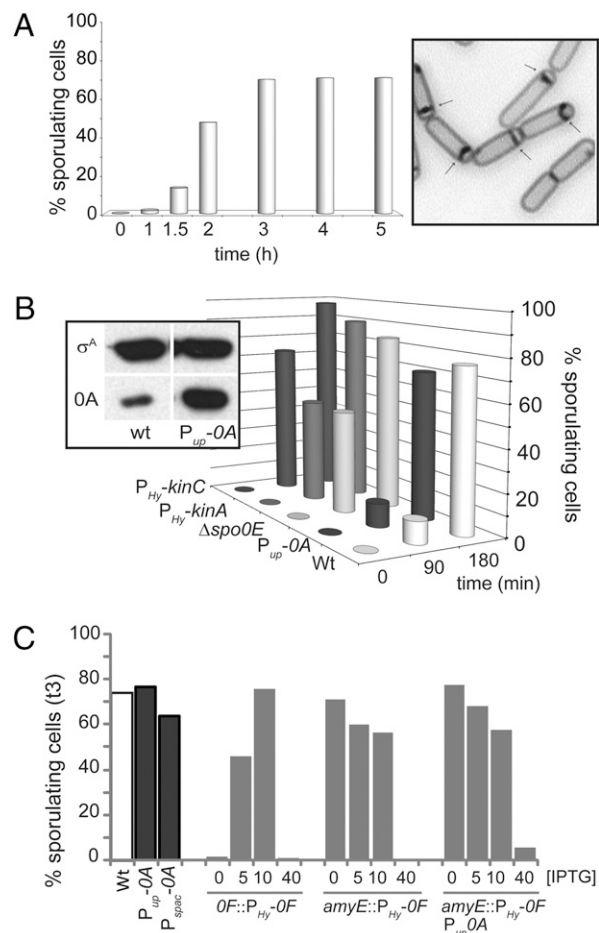 A
% sporulating cells
100
80
60
40
20
0
0 1 1.5 2 3 4 5
time (h)
B
σA
0A
wt Pup-0A
100
80
60
40
20
0
% sporulating cells
PHy-kinC
PHy-kinA
Δspo0E
Pup-0A
Wt
0 90 180
time (min)
C
% sporulating cells (t3)
100
80
60
40
20
0
Wt
Pup-0A
Pspac-0A
0 5 10 40 0 5 10 40 0 5 10 40 [IPTG]
0F::PHy-0F amyE::PHy-0F amyE::PHy-0F
Pup0A